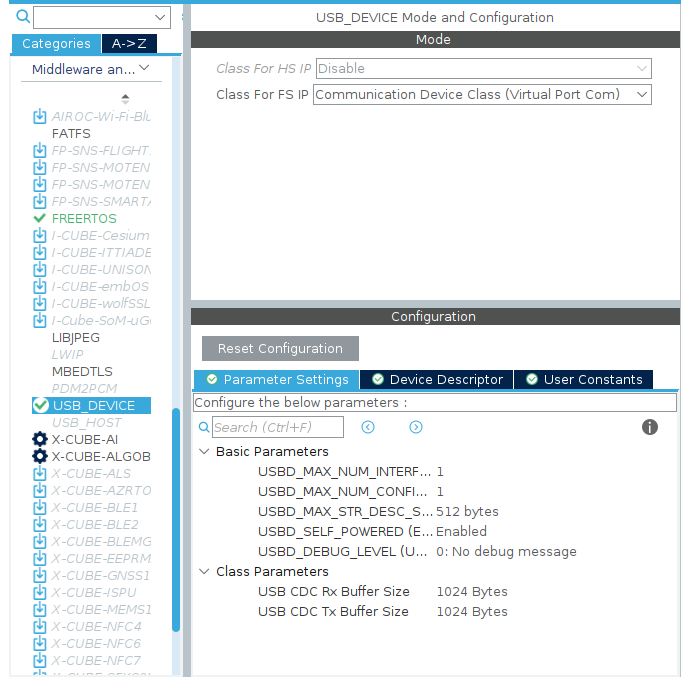 Categories
A->Z
Middleware an...
AIROC-Wi-Fi-Blu
FATFS
FP-SNS-FLIGHT
FP-SNS-MOTEN
FP-SNS-MOTEN
FP-SNS-SMARTA
FREERTOS
I-CUBE-Cesium
I-CUBE-ITTIADB
I-CUBE-UNISON
I-CUBE-embOS
I-CUBE-wolfSSL
I-Cube-SoM-uG
LIBJPEG
LWIP
MBEDTLS
PDM2PCM
USB_DEVICE
USB_HOST
X-CUBE-AI
X-CUBE-ALGOB
X-CUBE-ALS
X-CUBE-AZRTO
X-CUBE-BLE1
X-CUBE-BLE2
X-CUBE-BLEMG
X-CUBE-EEPRM
X-CUBE-GNSS1
X-CUBE-ISPU
X-CUBE-MEMS1
X-CUBE-NFC4
X-CUBE-NFC6
X-CUBE-NFC7
USB_DEVICE Mode and Configuration
Mode
Class For HS IP Disable
Class For FS IP Communication Device Class (Virtual Port Com)
Configuration
Reset Configuration
Parameter Settings
Device Descriptor
User Constants
Configure the below parameters :
Search (Ctrl+F)
Basic Parameters
USBD_MAX_NUM_INTERF... 1
USBD_MAX_NUM_CONFI... 1
USBD_MAX_STR_DESC_S... 512 bytes
USBD_SELF_POWERED (E... Enabled
USBD_DEBUG_LEVEL (U... 0: No debug message
Class Parameters
USB CDC Rx Buffer Size 1024 Bytes
USB CDC Tx Buffer Size 1024 Bytes